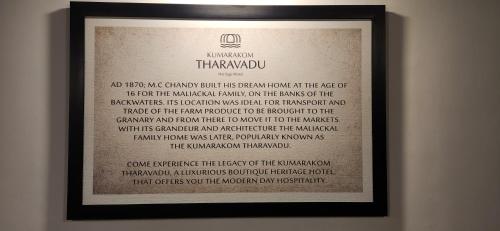 KUMARAKOM
THARAVADU
Heritage Hotel
AD 1870; M.C CHANDY BUILT HIS DREAM HOME AT THE AGE OF
16 FOR THE MALIACKAL FAMILY, ON THE BANKS OF THE
BACKWATERS. ITS LOCATION WAS IDEAL FOR TRANSPORT AND
TRADE OF THE FARM PRODUCE TO BE BROUGHT TO THE
GRANARY AND FROM THERE TO MOVE IT TO THE MARKETS.
WITH ITS GRANDEUR AND ARCHITECTURE THE MALIACKAL
FAMILY HOME WAS LATER, POPULARLY KNOWN AS
THE KUMARAKOM THARAVADU.
COME EXPERIENCE THE LEGACY OF THE KUMARAKOM
THARAVADU, A LUXURIOUS BOUTIQUE HERITAGE HOTEL,
THAT OFFERS YOU THE MODERN DAY HOSPITALITY.